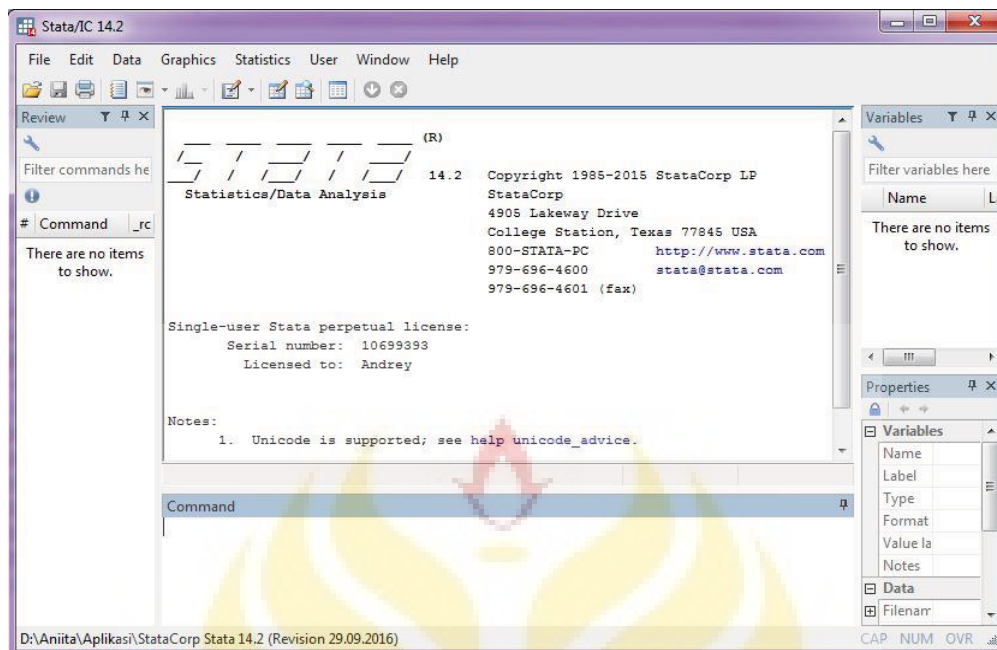 Stata/IC 14.2
File Edit Data Graphics Statistics User Window Help
Review
Filter commands he
# Command _rc
There are no items
to show.
(R)
STATA
14.2 Copyright 1985-2015 StataCorp LP
Statistics/Data Analysis StataCorp
4905 Lakeway Drive
College Station, Texas 77845 USA
800-STATA-PC http://www.stata.com
979-696-4600 stata@stata.com
979-696-4601 (fax)
Single-user Stata perpetual license:
Serial number: 10699393
Licensed to: Andrey
Notes:
1. Unicode is supported; see help unicode_advice.
Command
Variables
Filter variables here
Name L
There are no items
to show.
Properties
Variables
Name
Label
Type
Format
Value la
Notes
Data
Filenam
D:\Aniita\Aplikasi\StataCorp Stata 14.2 (Revision 29.09.2016)
CAP NUM OVR